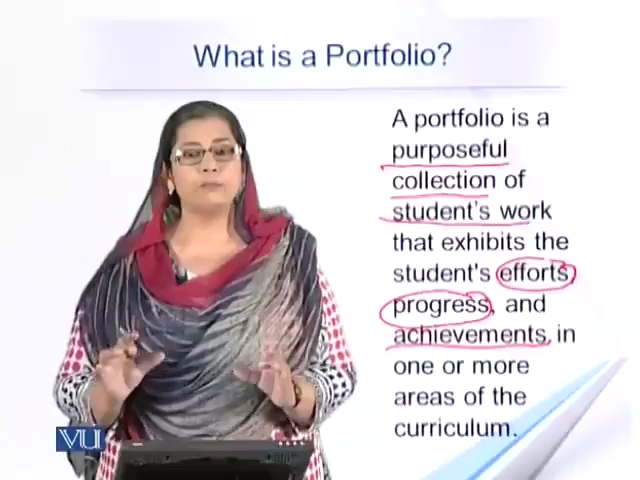 What is a Portfolio?
A portfolio is a
purposeful
collection of
student's work
that exhibits the
student's efforts,
progress, and
achievements in
one or more
areas of the
curriculum.
VU